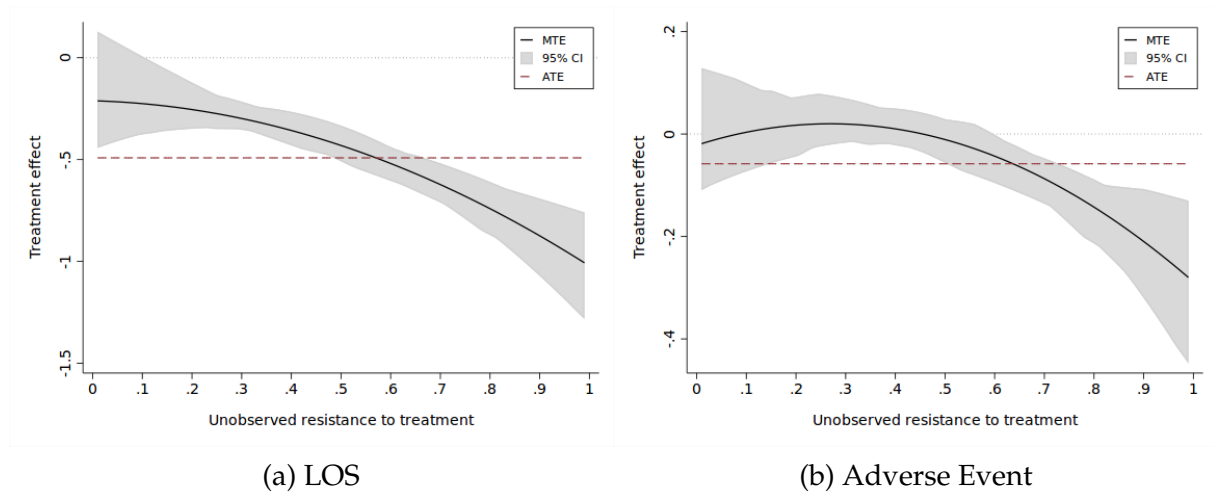 MTE
95% CI
ATE
0
-.5
-1
-1.5
Treatment effect
0 .1 .2 .3 .4 .5 .6 .7 .8 .9 1
Unobserved resistance to treatment
(a) LOS
MTE
95% CI
ATE
.2
0
-.2
-.4
Treatment effect
0 .1 .2 .3 .4 .5 .6 .7 .8 .9 1
Unobserved resistance to treatment
(b) Adverse Event